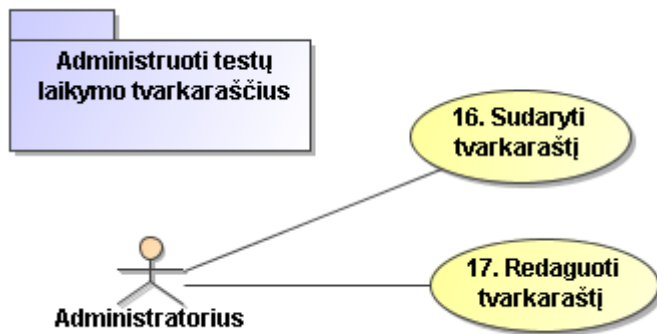 Administruoti testų
laikymo tvarkaraščius
16. Sudaryti
tvarkaraštį
17. Redaguoti
tvarkaraštį
Administratorius